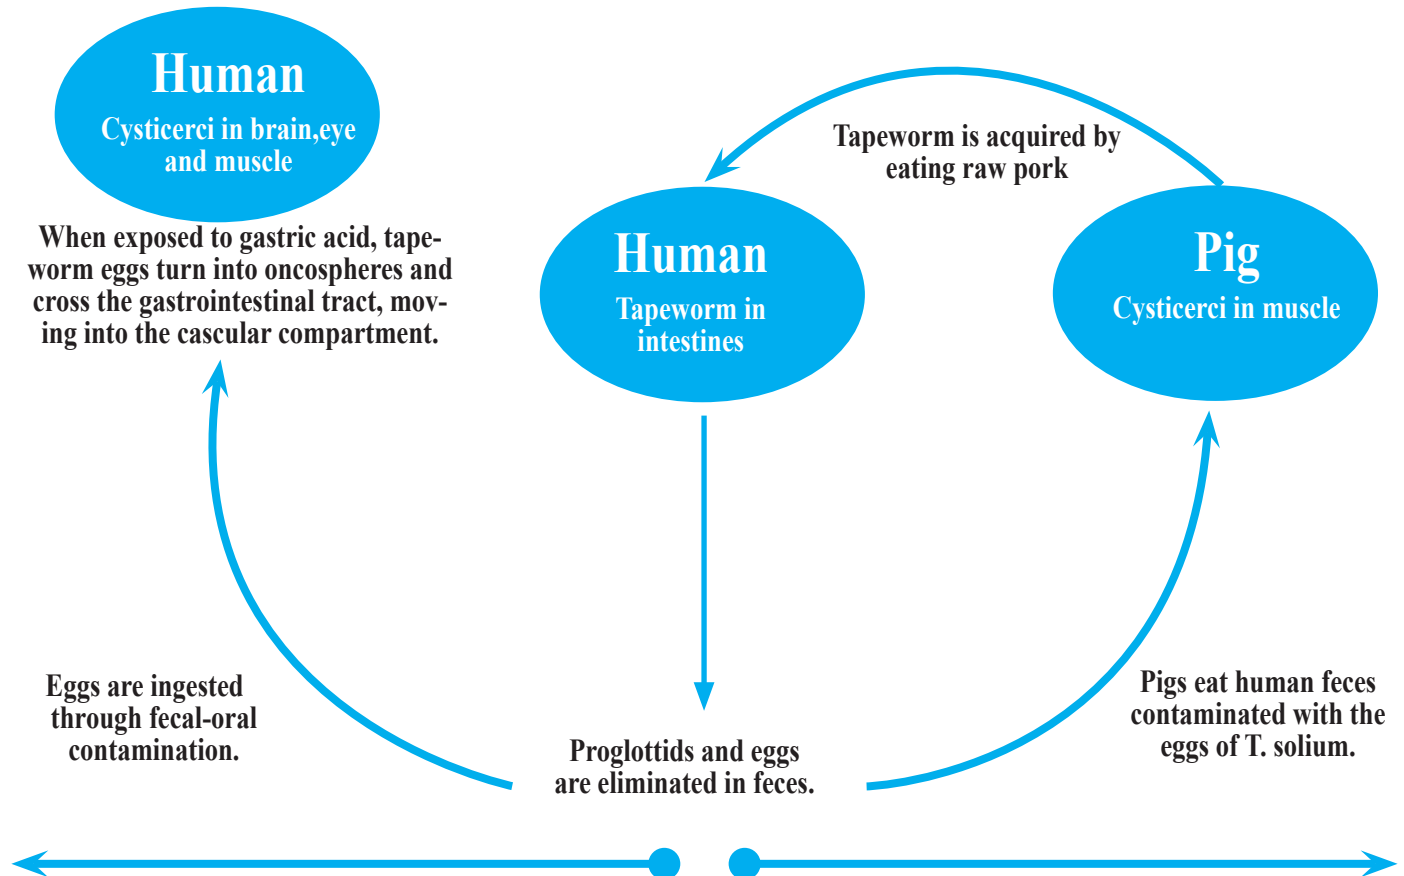 Human
Cysticerci in brain,eye
and muscle
When exposed to gastric acid, tape-
worm eggs turn into oncospheres and
cross the gastrointestinal tract, mov-
ing into the cascular compartment.
Eggs are ingested
through fecal-oral
contamination.
Human
Tapeworm in
intestines
Proglottids and eggs
are eliminated in feces.
Tapeworm is acquired by
eating raw pork
Pig
Cysticerci in muscle
Pigs eat human feces
contaminated with the
eggs of T. solium.